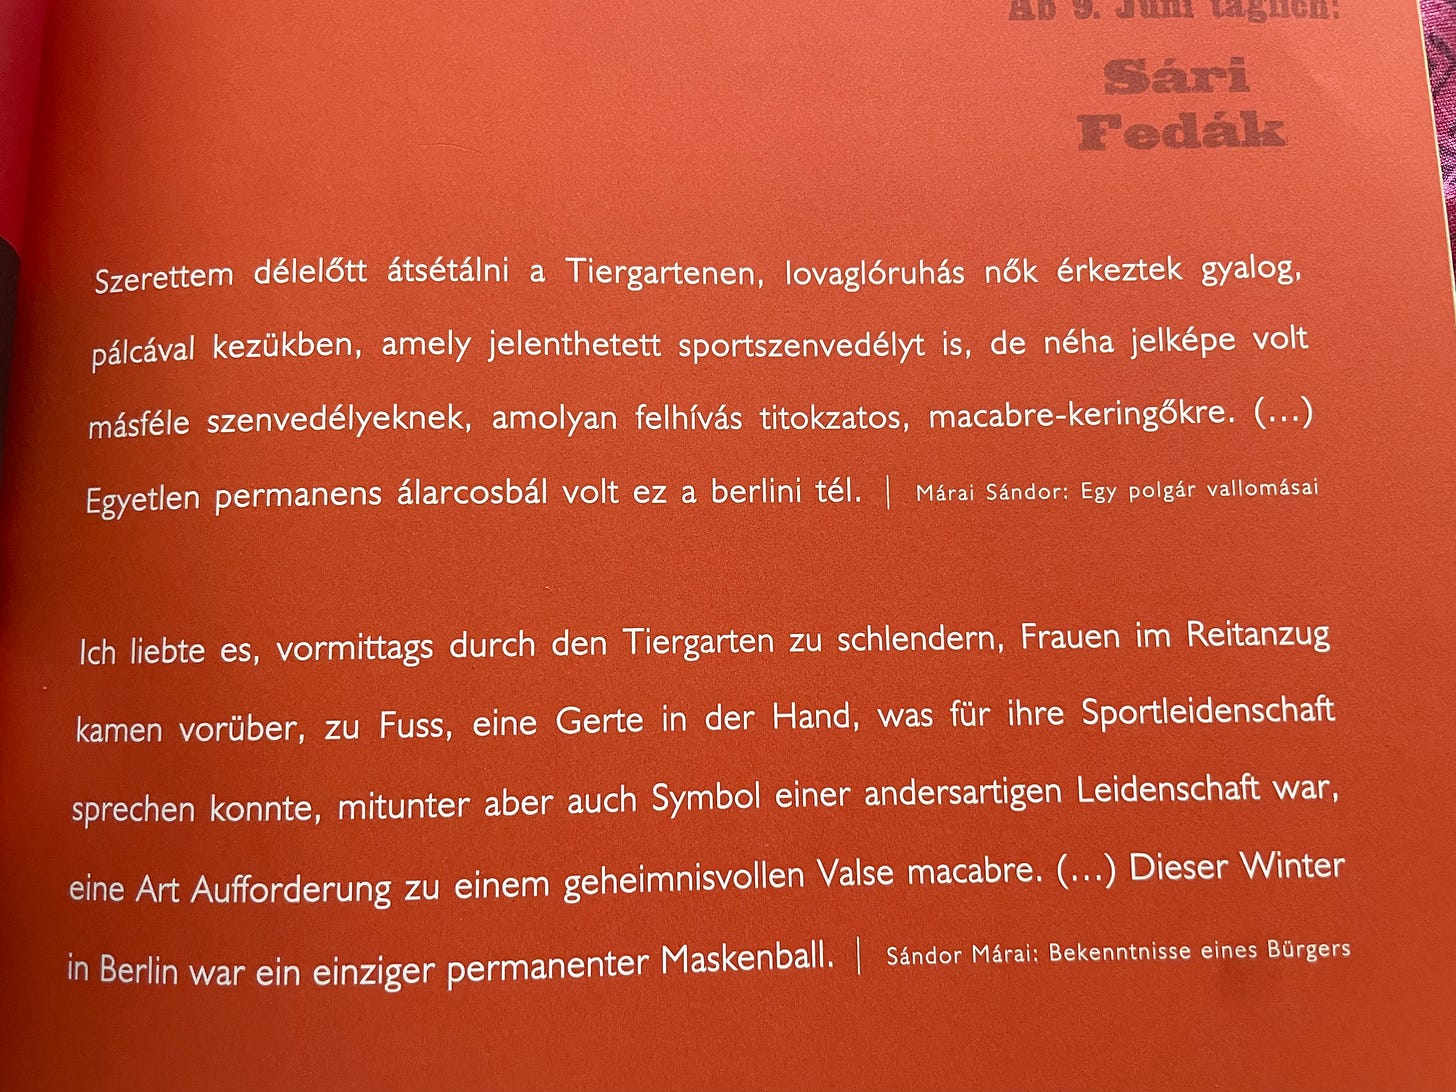 Ab 9. Juni täglich:
Sári
Fedák
Szerettem délelőtt átsétálni a Tiergartenen, lovaglóruhás nők érkeztek gyalog,
pálcával kezükben, amely jelenthetett sportszenvedélyt is, de néha jelképe volt
másféle szenvedélyeknek, amolyan felhívás titokzatos, macabre-keringőkre. (...)
Egyetlen permanens álarcosbál volt ez a berlini tél. | Márai Sándor: Egy polgár vallomásai
Ich liebte es, vormittags durch den Tiergarten zu schlendern, Frauen im Reitanzug
kamen vorüber, zu Fuss, eine Gerte in der Hand, was für ihre Sportleidenschaft
sprechen konnte, mitunter aber auch Symbol einer andersartigen Leidenschaft war,
eine Art Aufforderung zu einem geheimnisvollen Valse macabre. (...) Dieser Winter
in Berlin war ein einziger permanenter Maskenball. | Sándor Márai: Bekenntnisse eines Bürgers